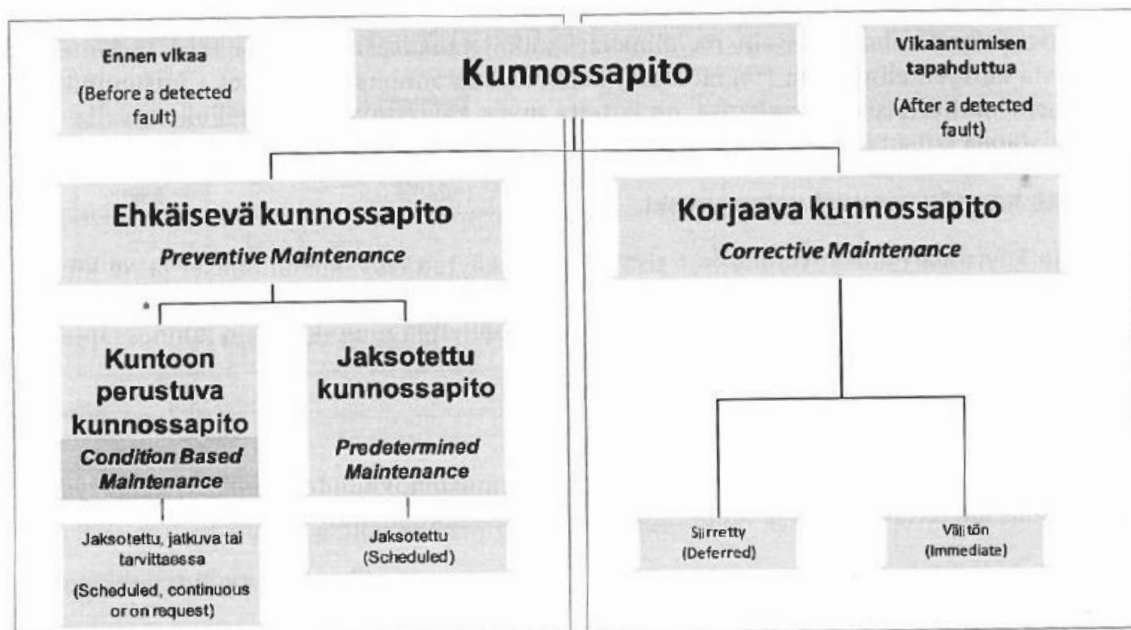 Ennen vikaa
(Before a detected
fault)
Kunnossapito
Vikaantumisen
tapahduttua
(After a detected
fault)
Ehkäisevä kunnossapito
Preventive Maintenance
Korjaava kunnossapito
Corrective Maintenance
Kuntoon
perustuva
kunnossapito
Condition Based
Maintenance
Jaksotettu
kunnossapito
Predetermined
Maintenance
Jaksotettu, jatkuva tai
tarvittaessa
(Scheduled, continuous
or on request)
Jaksotettu
(Scheduled)
Siirretty
(Deferred)
Välitön
(Immediate)